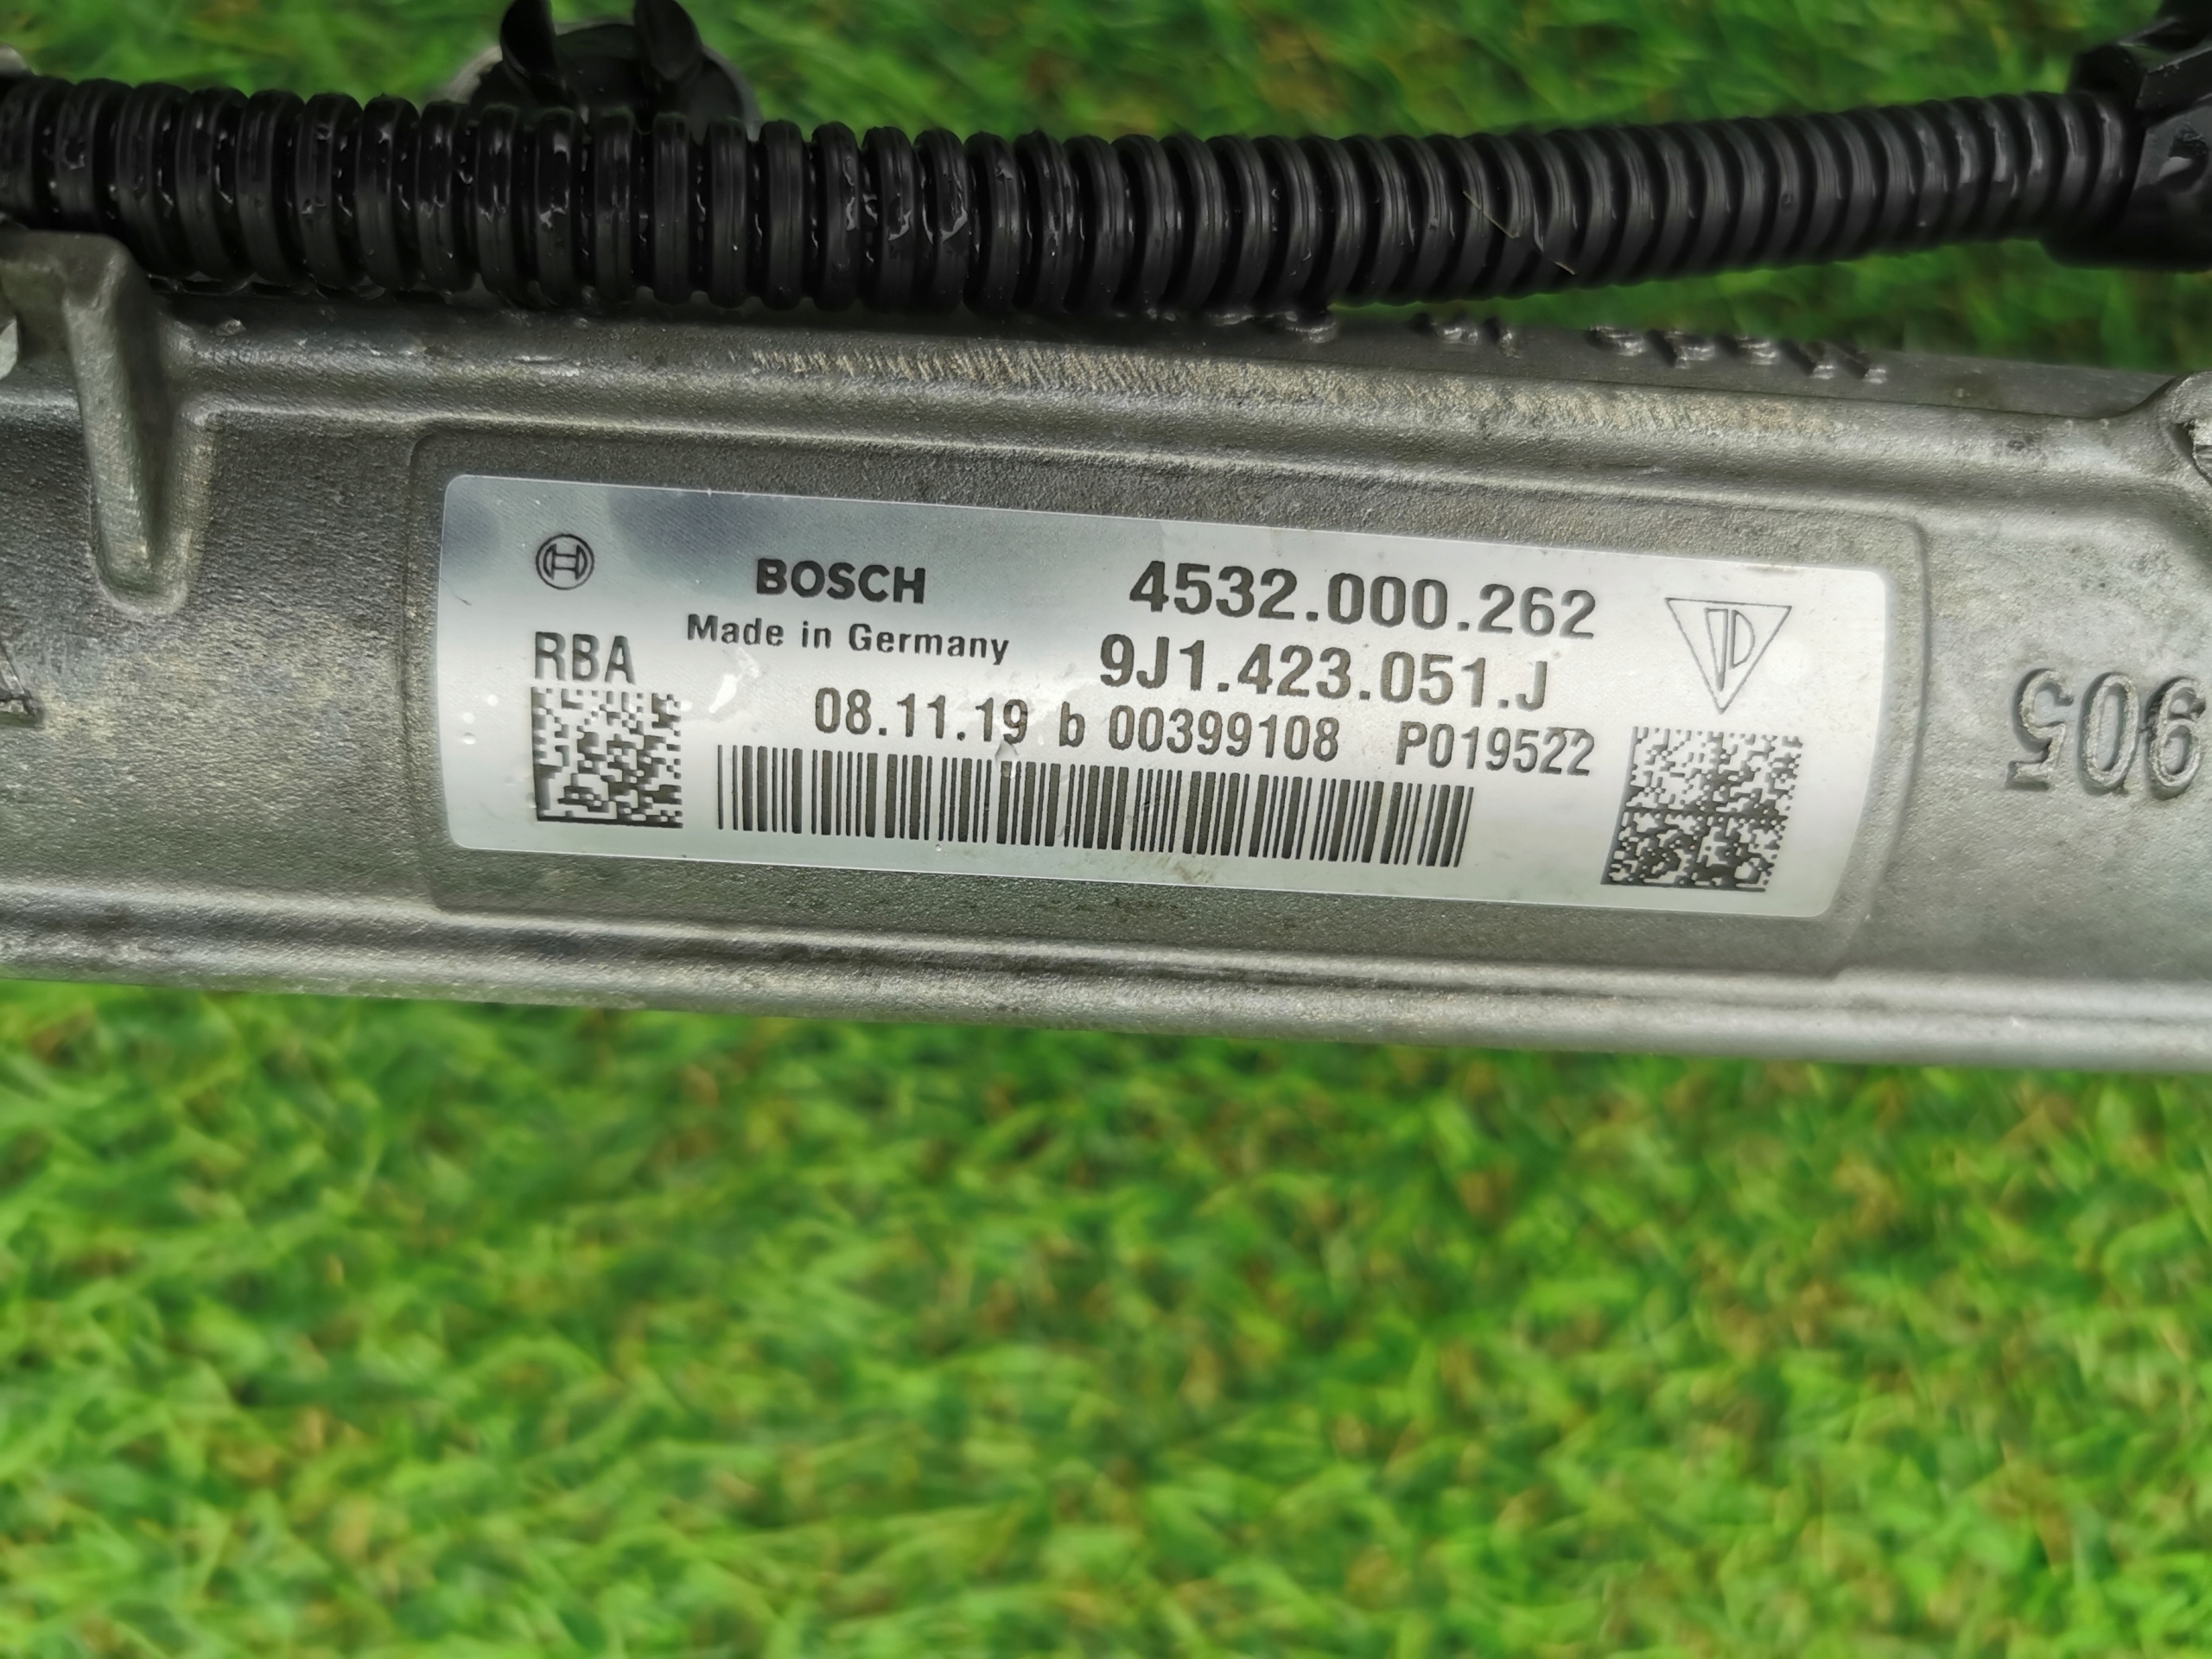 BOSCH
Made in Germany
4532.000.262
9J1.423.051.J
RBA
08.11.19 b 00399108 P019522
905